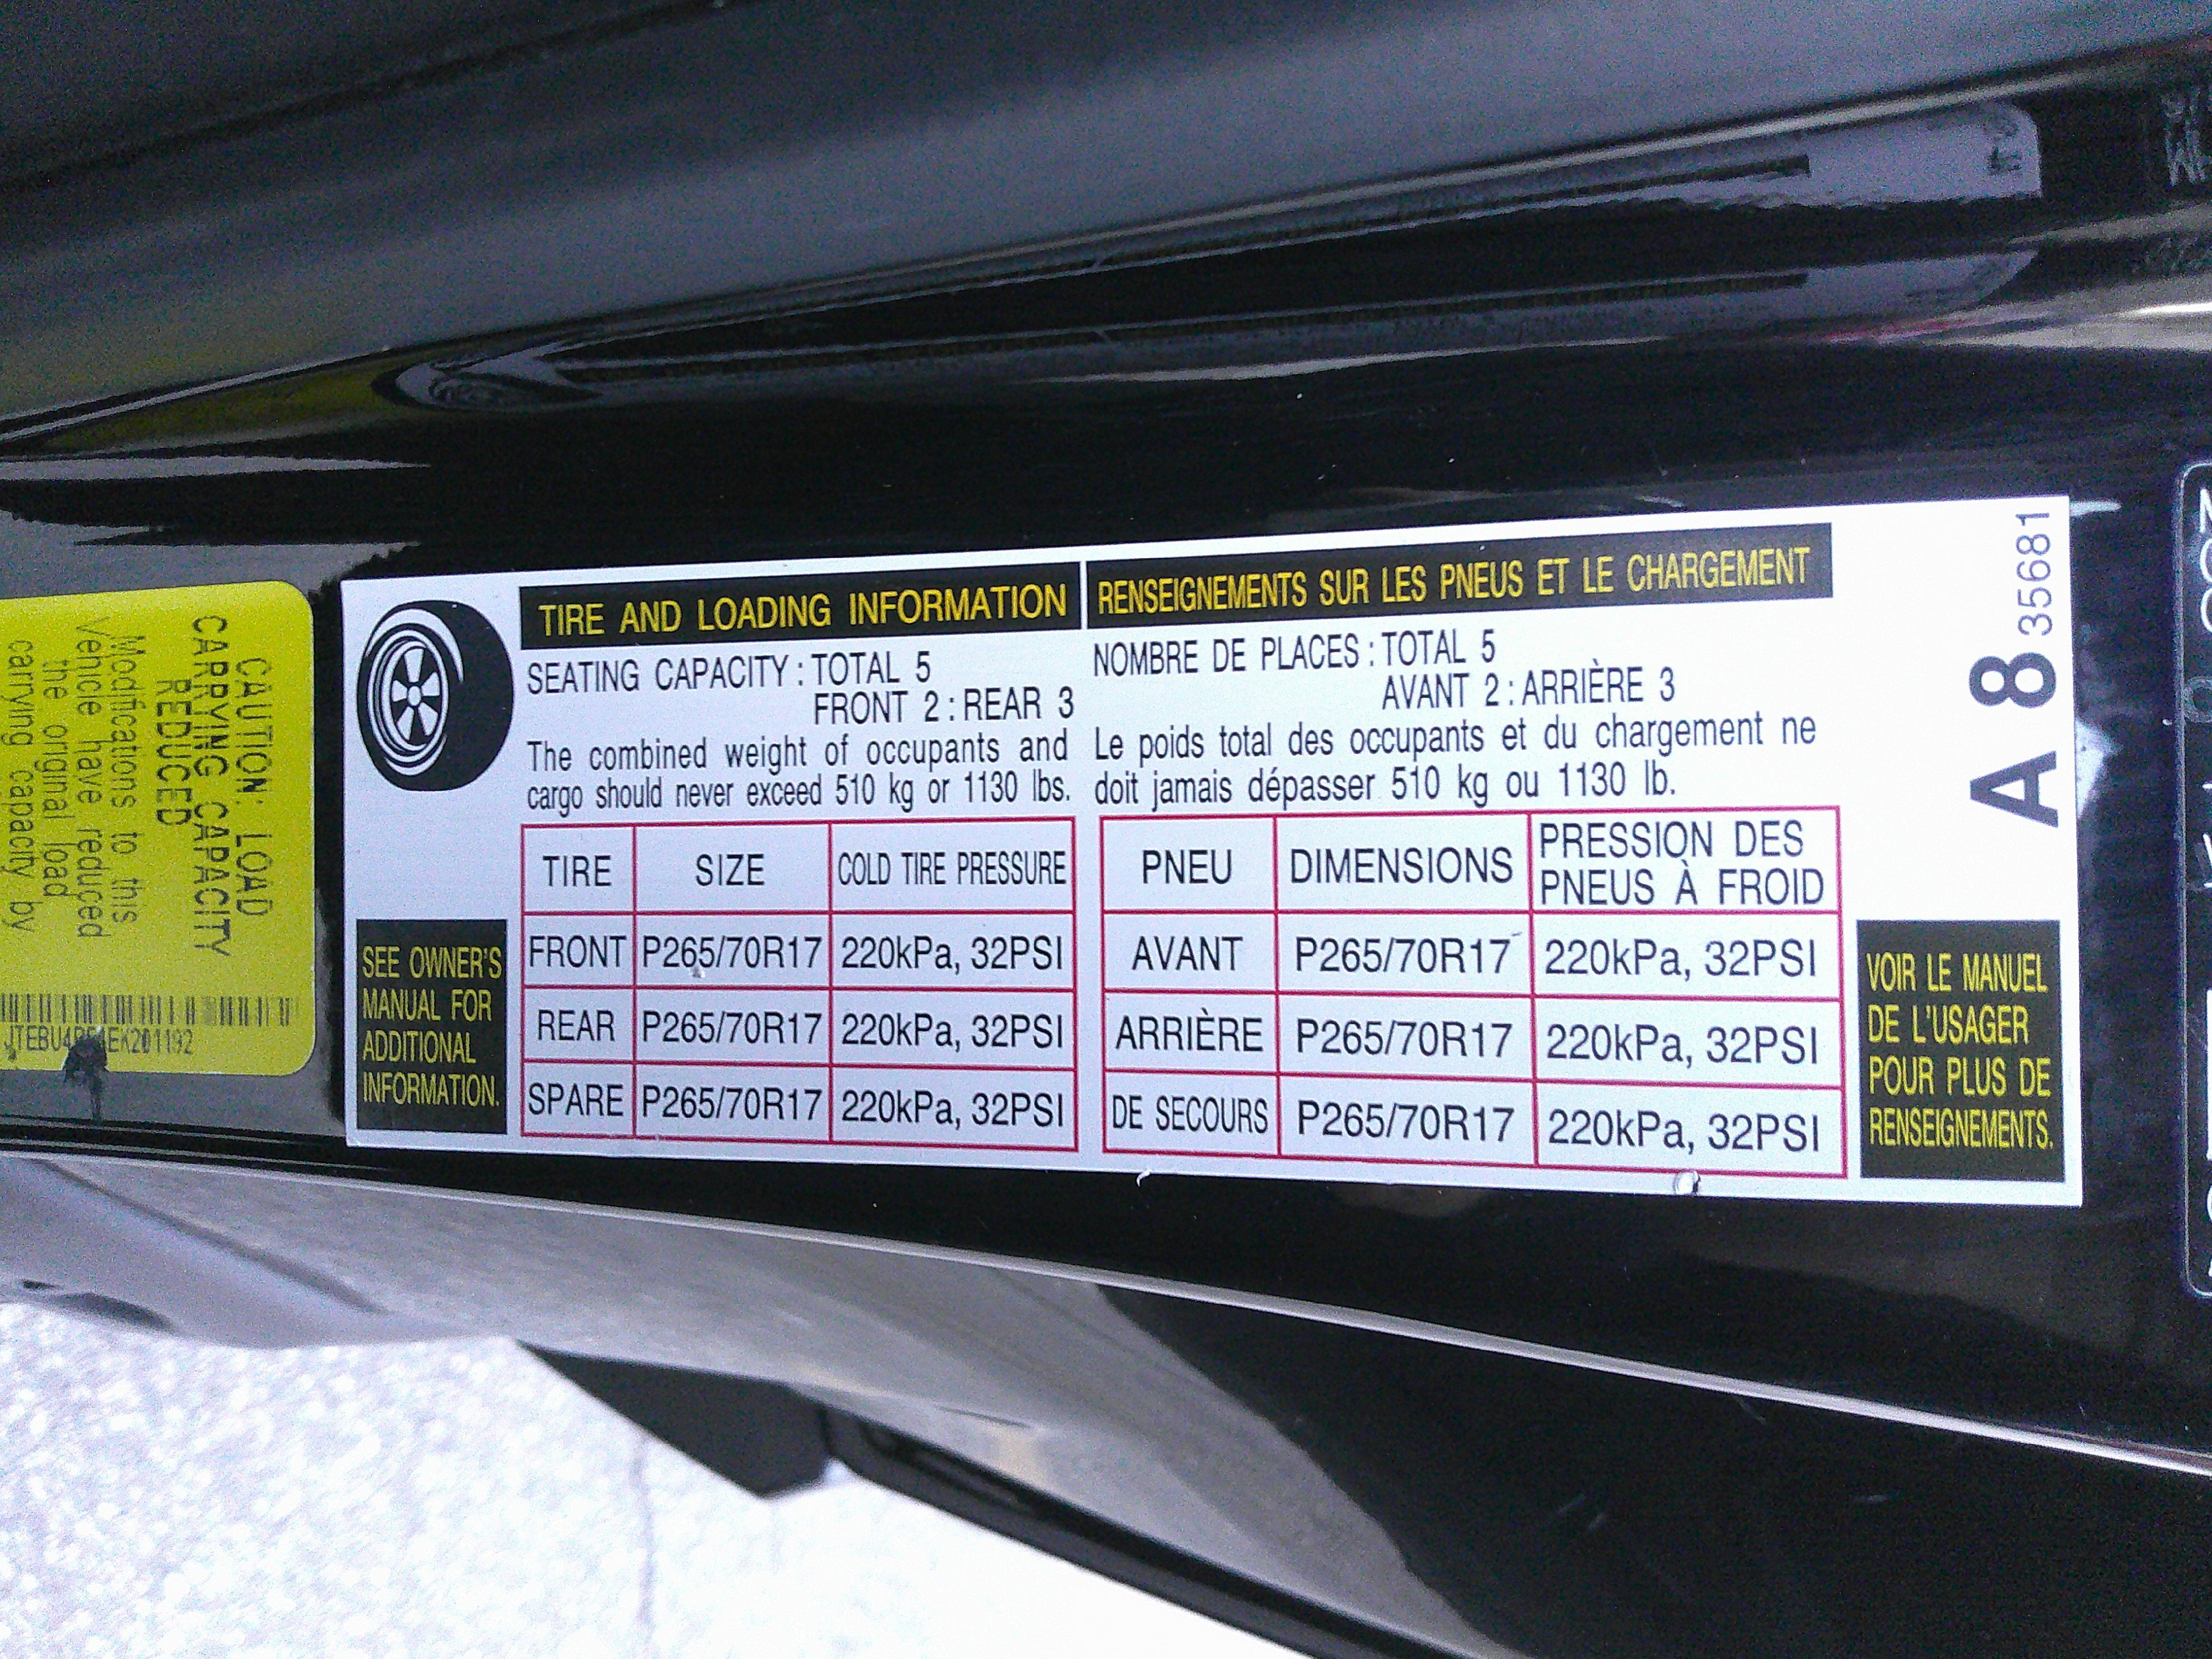 CAUTION: LOAD
CARRYING CAPACITY
REDUCED
Modifications to this
vehicle have reduced
the original load
carrying capacity by
TIRE AND LOADING INFORMATION
SEATING CAPACITY : TOTAL 5
FRONT 2 : REAR 3
The combined weight of occupants and
cargo should never exceed 510 kg or 1130 lbs.
TIRE SIZE COLD TIRE PRESSURE
FRONT P265/70R17 220kPa, 32PSI
REAR P265/70R17 220kPa, 32PSI
SPARE P265/70R17 220kPa, 32PSI
SEE OWNER'S
MANUAL FOR
ADDITIONAL
INFORMATION.
RENSEIGNEMENTS SUR LES PNEUS ET LE CHARGEMENT
NOMBRE DE PLACES : TOTAL 5
AVANT 2 : ARRIÈRE 3
Le poids total des occupants et du chargement ne
doit jamais dépasser 510 kg ou 1130 lb.
PNEU DIMENSIONS PRESSION DES
PNEUS À FROID
AVANT P265/70R17 220kPa, 32PSI
ARRIÈRE P265/70R17 220kPa, 32PSI
DE SECOURS P265/70R17 220kPa, 32PSI
VOIR LE MANUEL
DE L'USAGER
POUR PLUS DE
RENSEIGNEMENTS.
A 8 35681